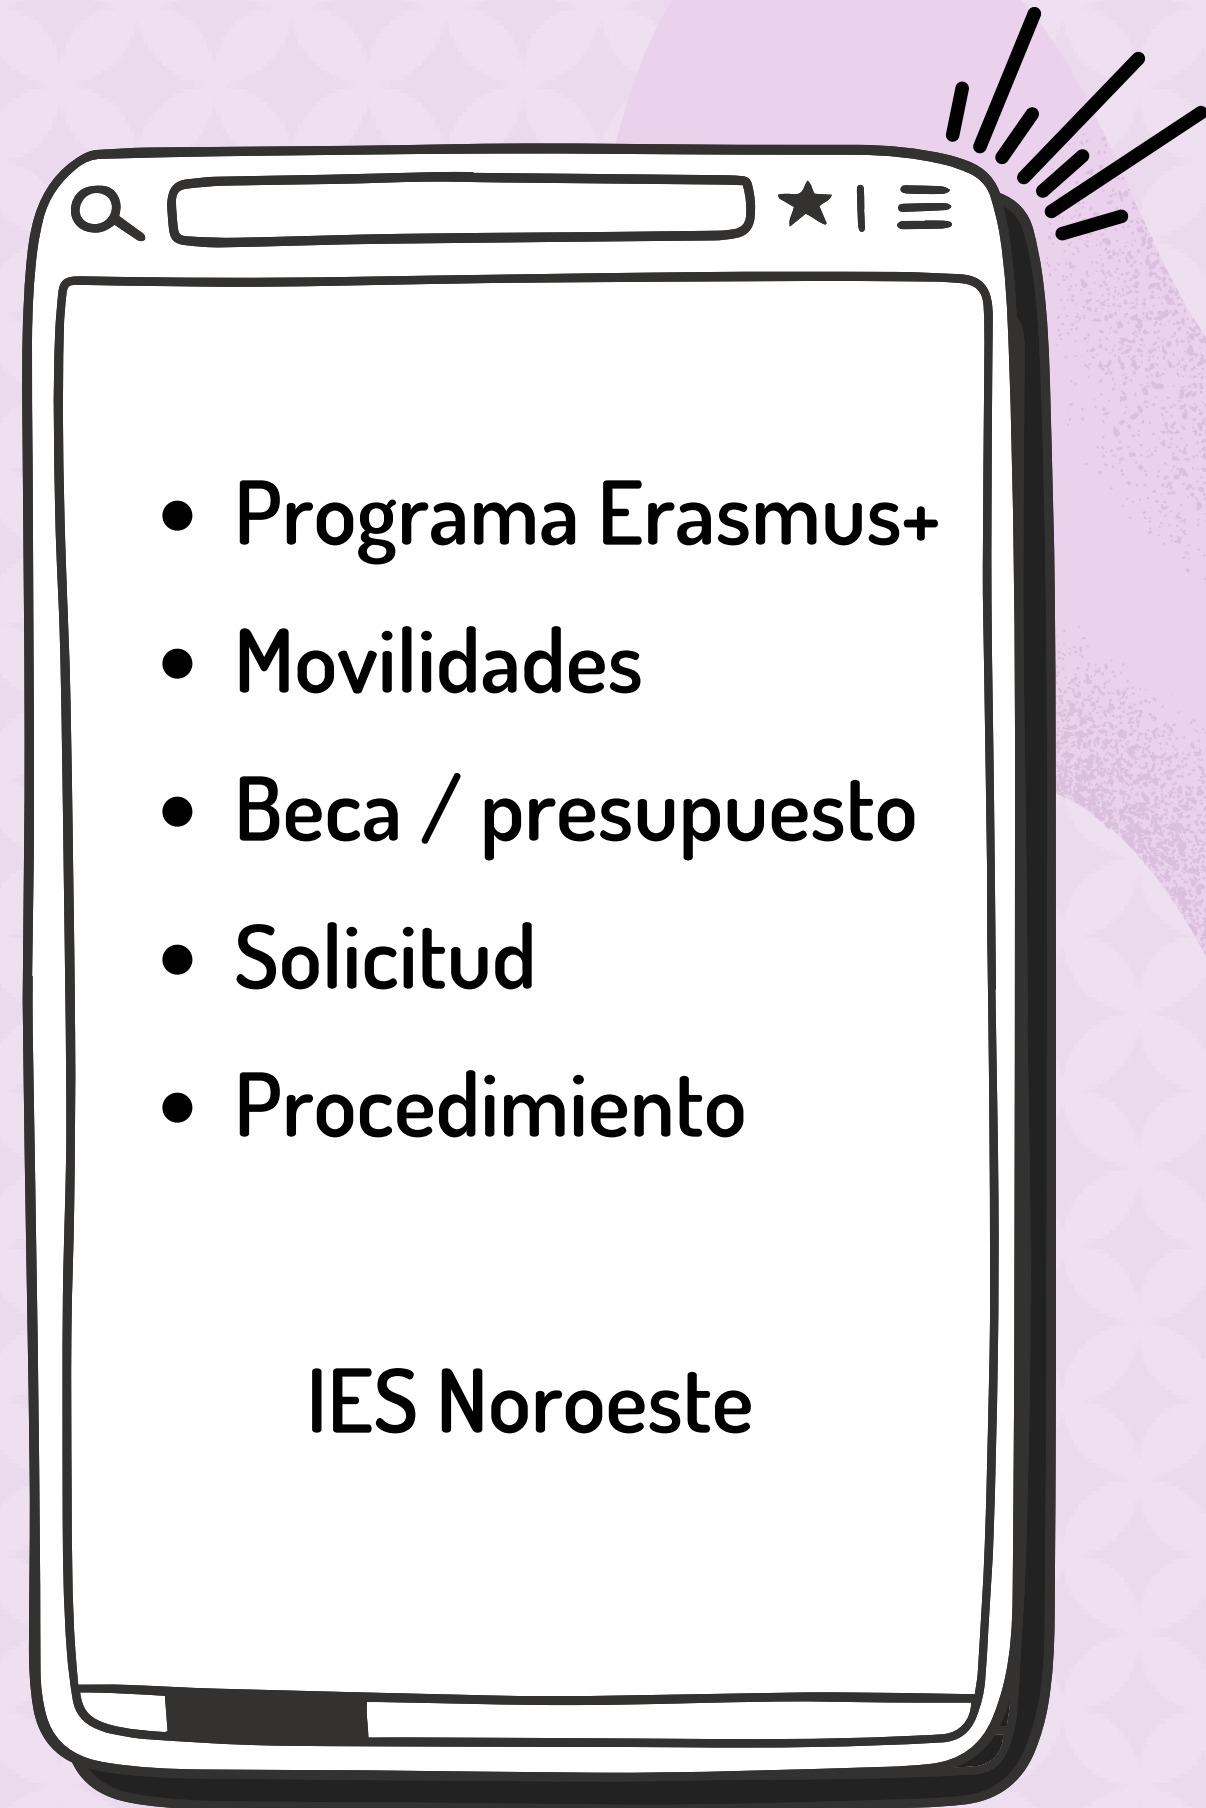 • Programa Erasmus+
• Movilidades
• Beca / presupuesto
• Solicitud
• Procedimiento
IES Noroeste